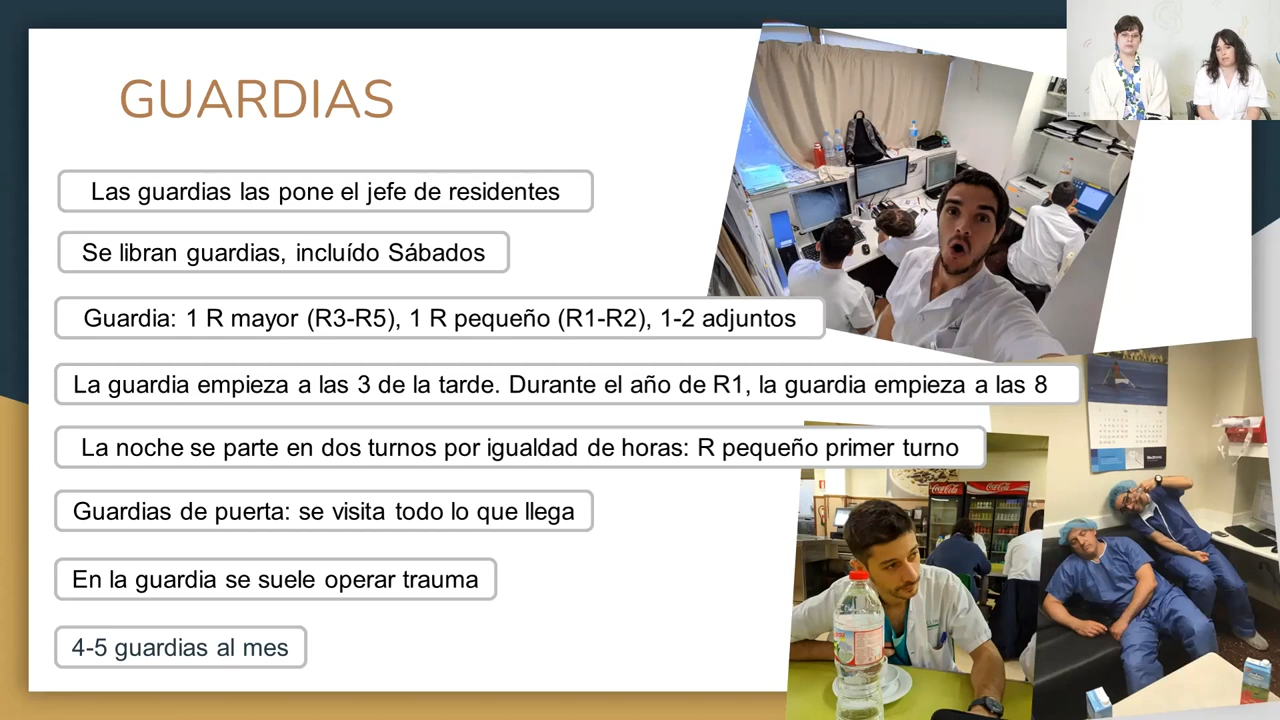 GUARDIAS
Las guardias las pone el jefe de residentes
Se libran guardias, incluído Sábados
Guardia: 1 R mayor (R3-R5), 1 R pequeño (R1-R2), 1-2 adjuntos
La guardia empieza a las 3 de la tarde. Durante el año de R1, la guardia empieza a las 8
La noche se parte en dos turnos por igualdad de horas: R pequeño primer turno
Guardias de puerta: se visita todo lo que llega
En la guardia se suele operar trauma
4-5 guardias al mes
Coca-Cola
Coca-Cola